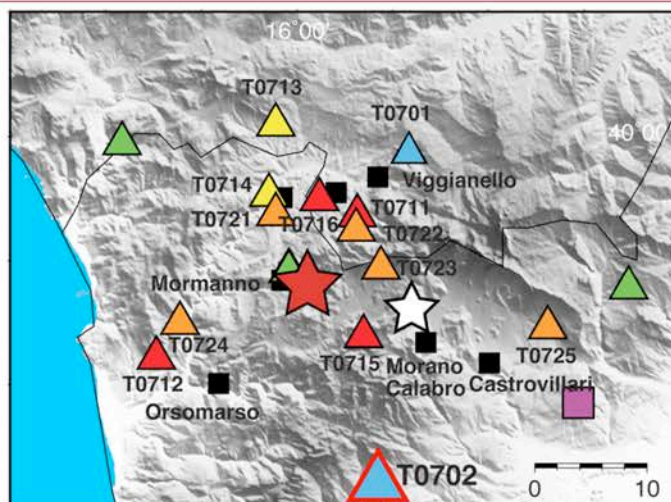 16°00'
T0713
T0701
40°00'
T0714
Viggianello
T0721
T0716
T0711
T0722
Mormanno
T0723
T0724
T0712
T0715
Morano
Calabro
T0725
Castrovillari
Orsomarso
T0702
0 10